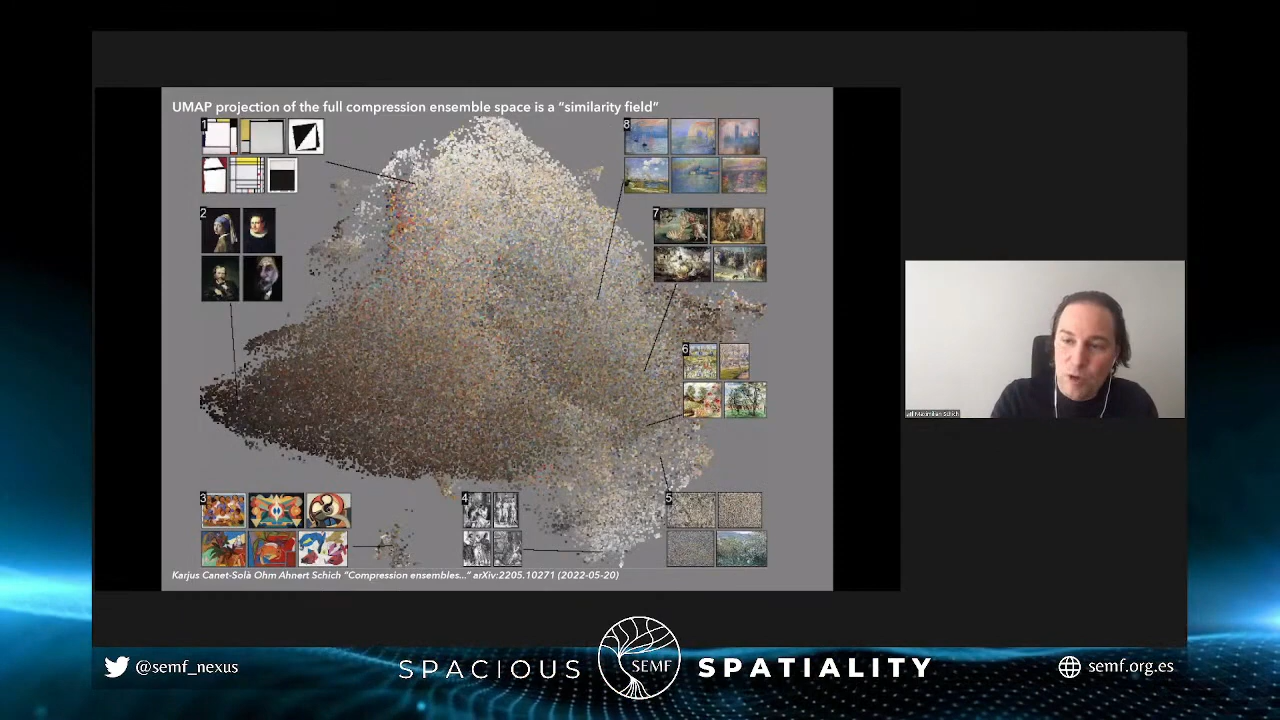 UMAP projection of the full compression ensemble space is a "similarity field"
1
8
2
7
6
3
4
5
Karjus Canet-Solà Ohm Ahnert Schich "Compression ensembles..." arXiv:2205.10271 (2022-05-20)
Maximilian Schich
@semf_nexus
SPACIOUS
SEMF
SPATIALITY
semf.org.es